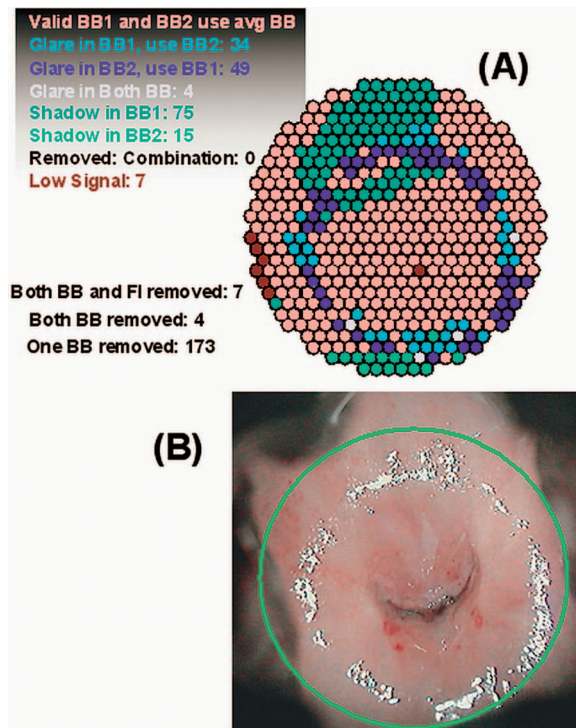 Valid BB1 and BB2 use avg BB
Glare in BB1, use BB2: 34
Glare in BB2, use BB1: 49
Glare in Both BB: 4
Shadow in BB1: 75
Shadow in BB2: 15
Removed: Combination: 0
Low Signal: 7
(A)
Both BB and Fl removed: 7
Both BB removed: 4
One BB removed: 173
(B)